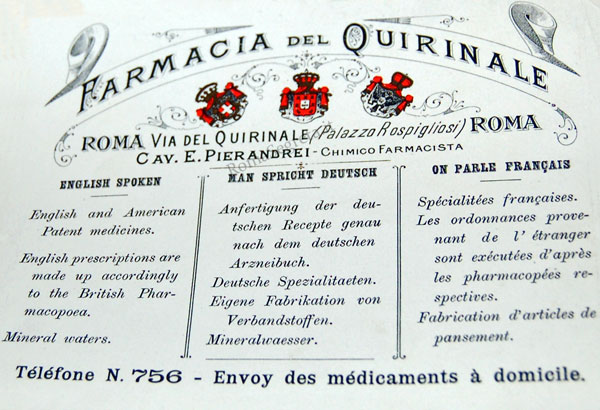 FARMACIA DEL QUIRINALE
ROMA VIA DEL QUIRINALE (Palazzo Rospigliosi) ROMA
CAV. E. PIERANDREI - CHIMICO FARMACISTA
ENGLISH SPOKEN
English and American
Patent medicines.
English prescriptions are
made up accordingly
to the British Phar-
macopoea.
Mineral waters.
MAN SPRICHT DEUTSCH
Anfertigung der deu-
tschen Recepte genau
nach dem deutschen
Arzneibuch.
Deutsche Spezialitaeten.
Eigene Fabrikation von
Verbandstoffen.
Mineralwaesser.
ON PARLE FRANÇAIS
Spécialitées françaises.
Les ordonnances prove-
nant de l' étranger
sont exécutées d'après
les pharmacopées re-
spectives.
Fabrication d'articles de
pansement.
Téléfone N. 756 - Envoy des médicaments à domicile.